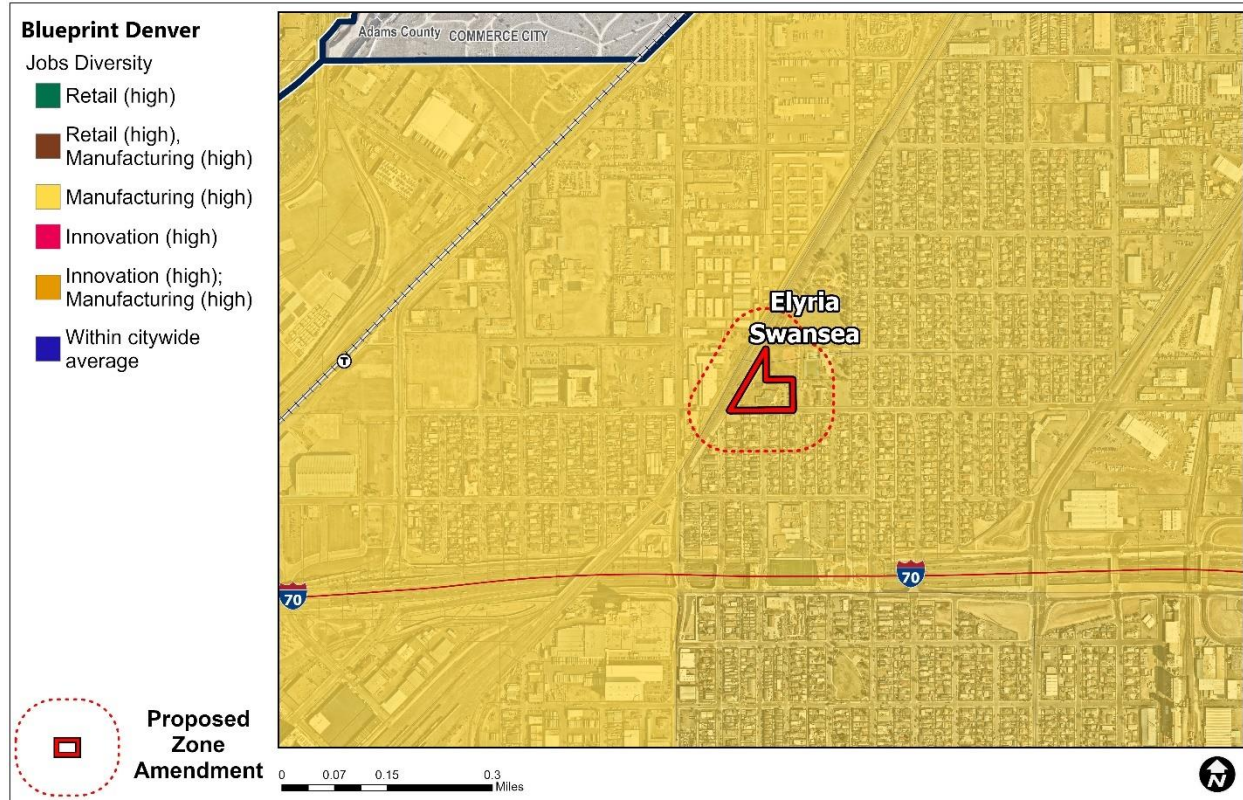 Blueprint Denver
Jobs Diversity
Retail (high)
Retail (high),
Manufacturing (high)
Manufacturing (high)
Innovation (high)
Innovation (high);
Manufacturing (high)
Within citywide
average
Proposed
Zone
Amendment
Adams County
COMMERCE CITY
T
Elyria
Swansea
70
70
0 0.07 0.15 0.3
Miles
N